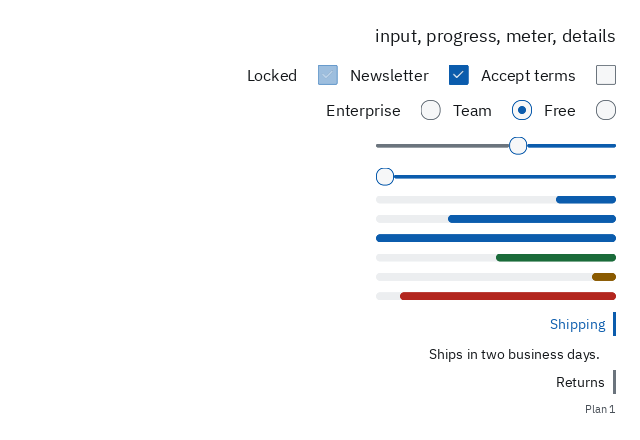 input, progress, meter, details
Locked Newsletter Accept terms
Enterprise Team Free
Shipping
Ships in two business days.
Returns
Plan 1